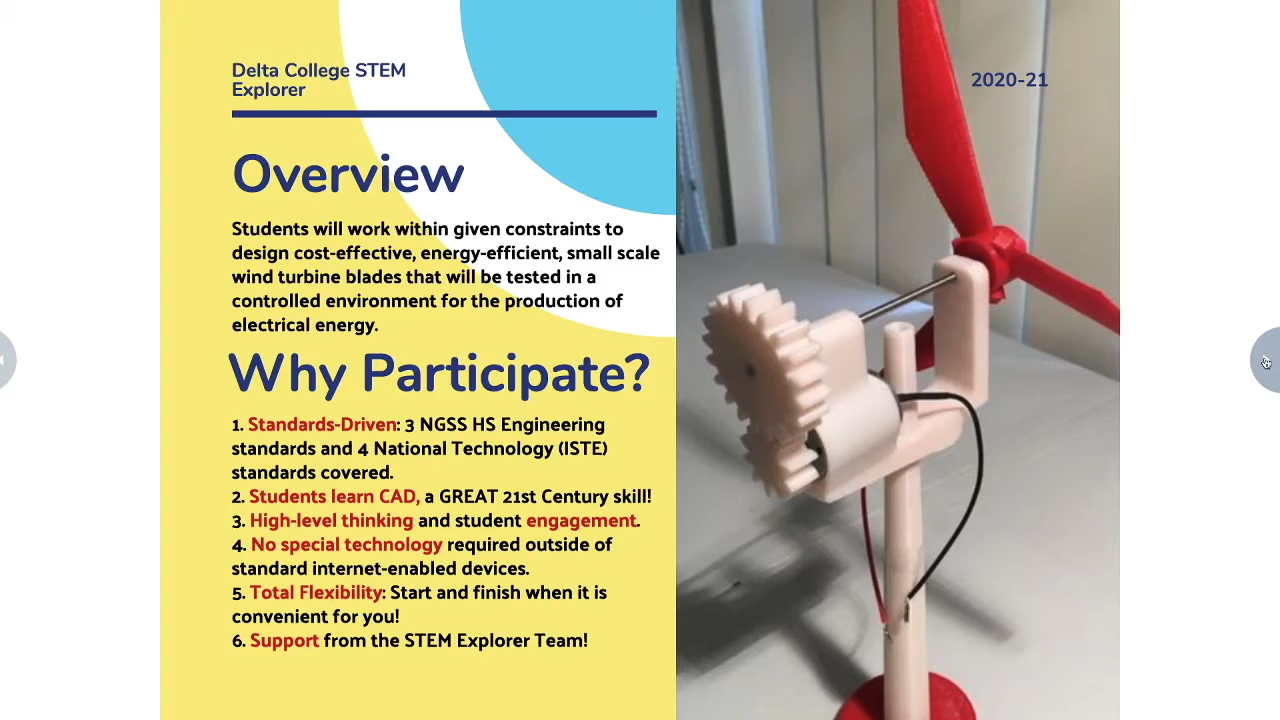 Delta College STEM
Explorer
2020-21
Overview
Students will work within given constraints to
design cost-effective, energy-efficient, small scale
wind turbine blades that will be tested in a
controlled environment for the production of
electrical energy.
Why Participate?
1. Standards-Driven: 3 NGSS HS Engineering
standards and 4 National Technology (ISTE)
standards covered.
2. Students learn CAD, a GREAT 21st Century skill!
3. High-level thinking and student engagement.
4. No special technology required outside of
standard internet-enabled devices.
5. Total Flexibility: Start and finish when it is
convenient for you!
6. Support from the STEM Explorer Team!